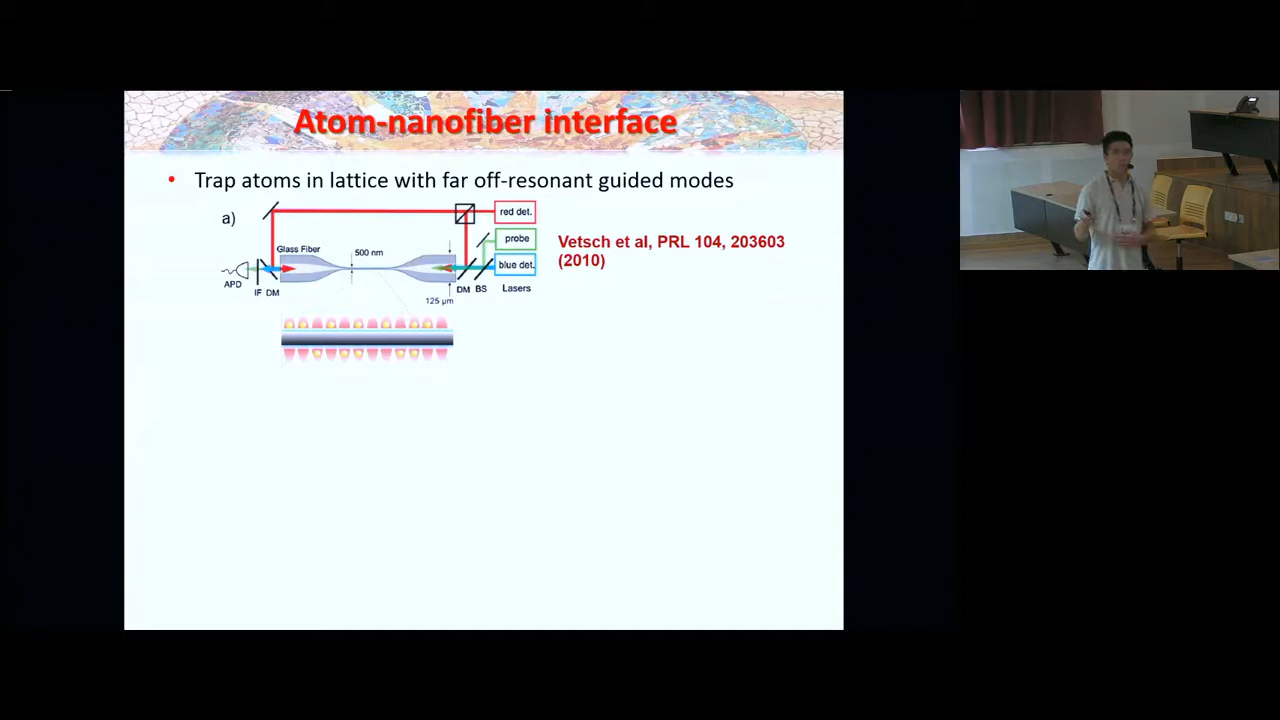 Atom-nanofiber interface
• Trap atoms in lattice with far off-resonant guided modes
a)
red det.
probe
Glass Fiber
500 nm
blue det.
APD
IF DM
125 µm
DM BS
Lasers
Vetsch et al, PRL 104, 203603
(2010)